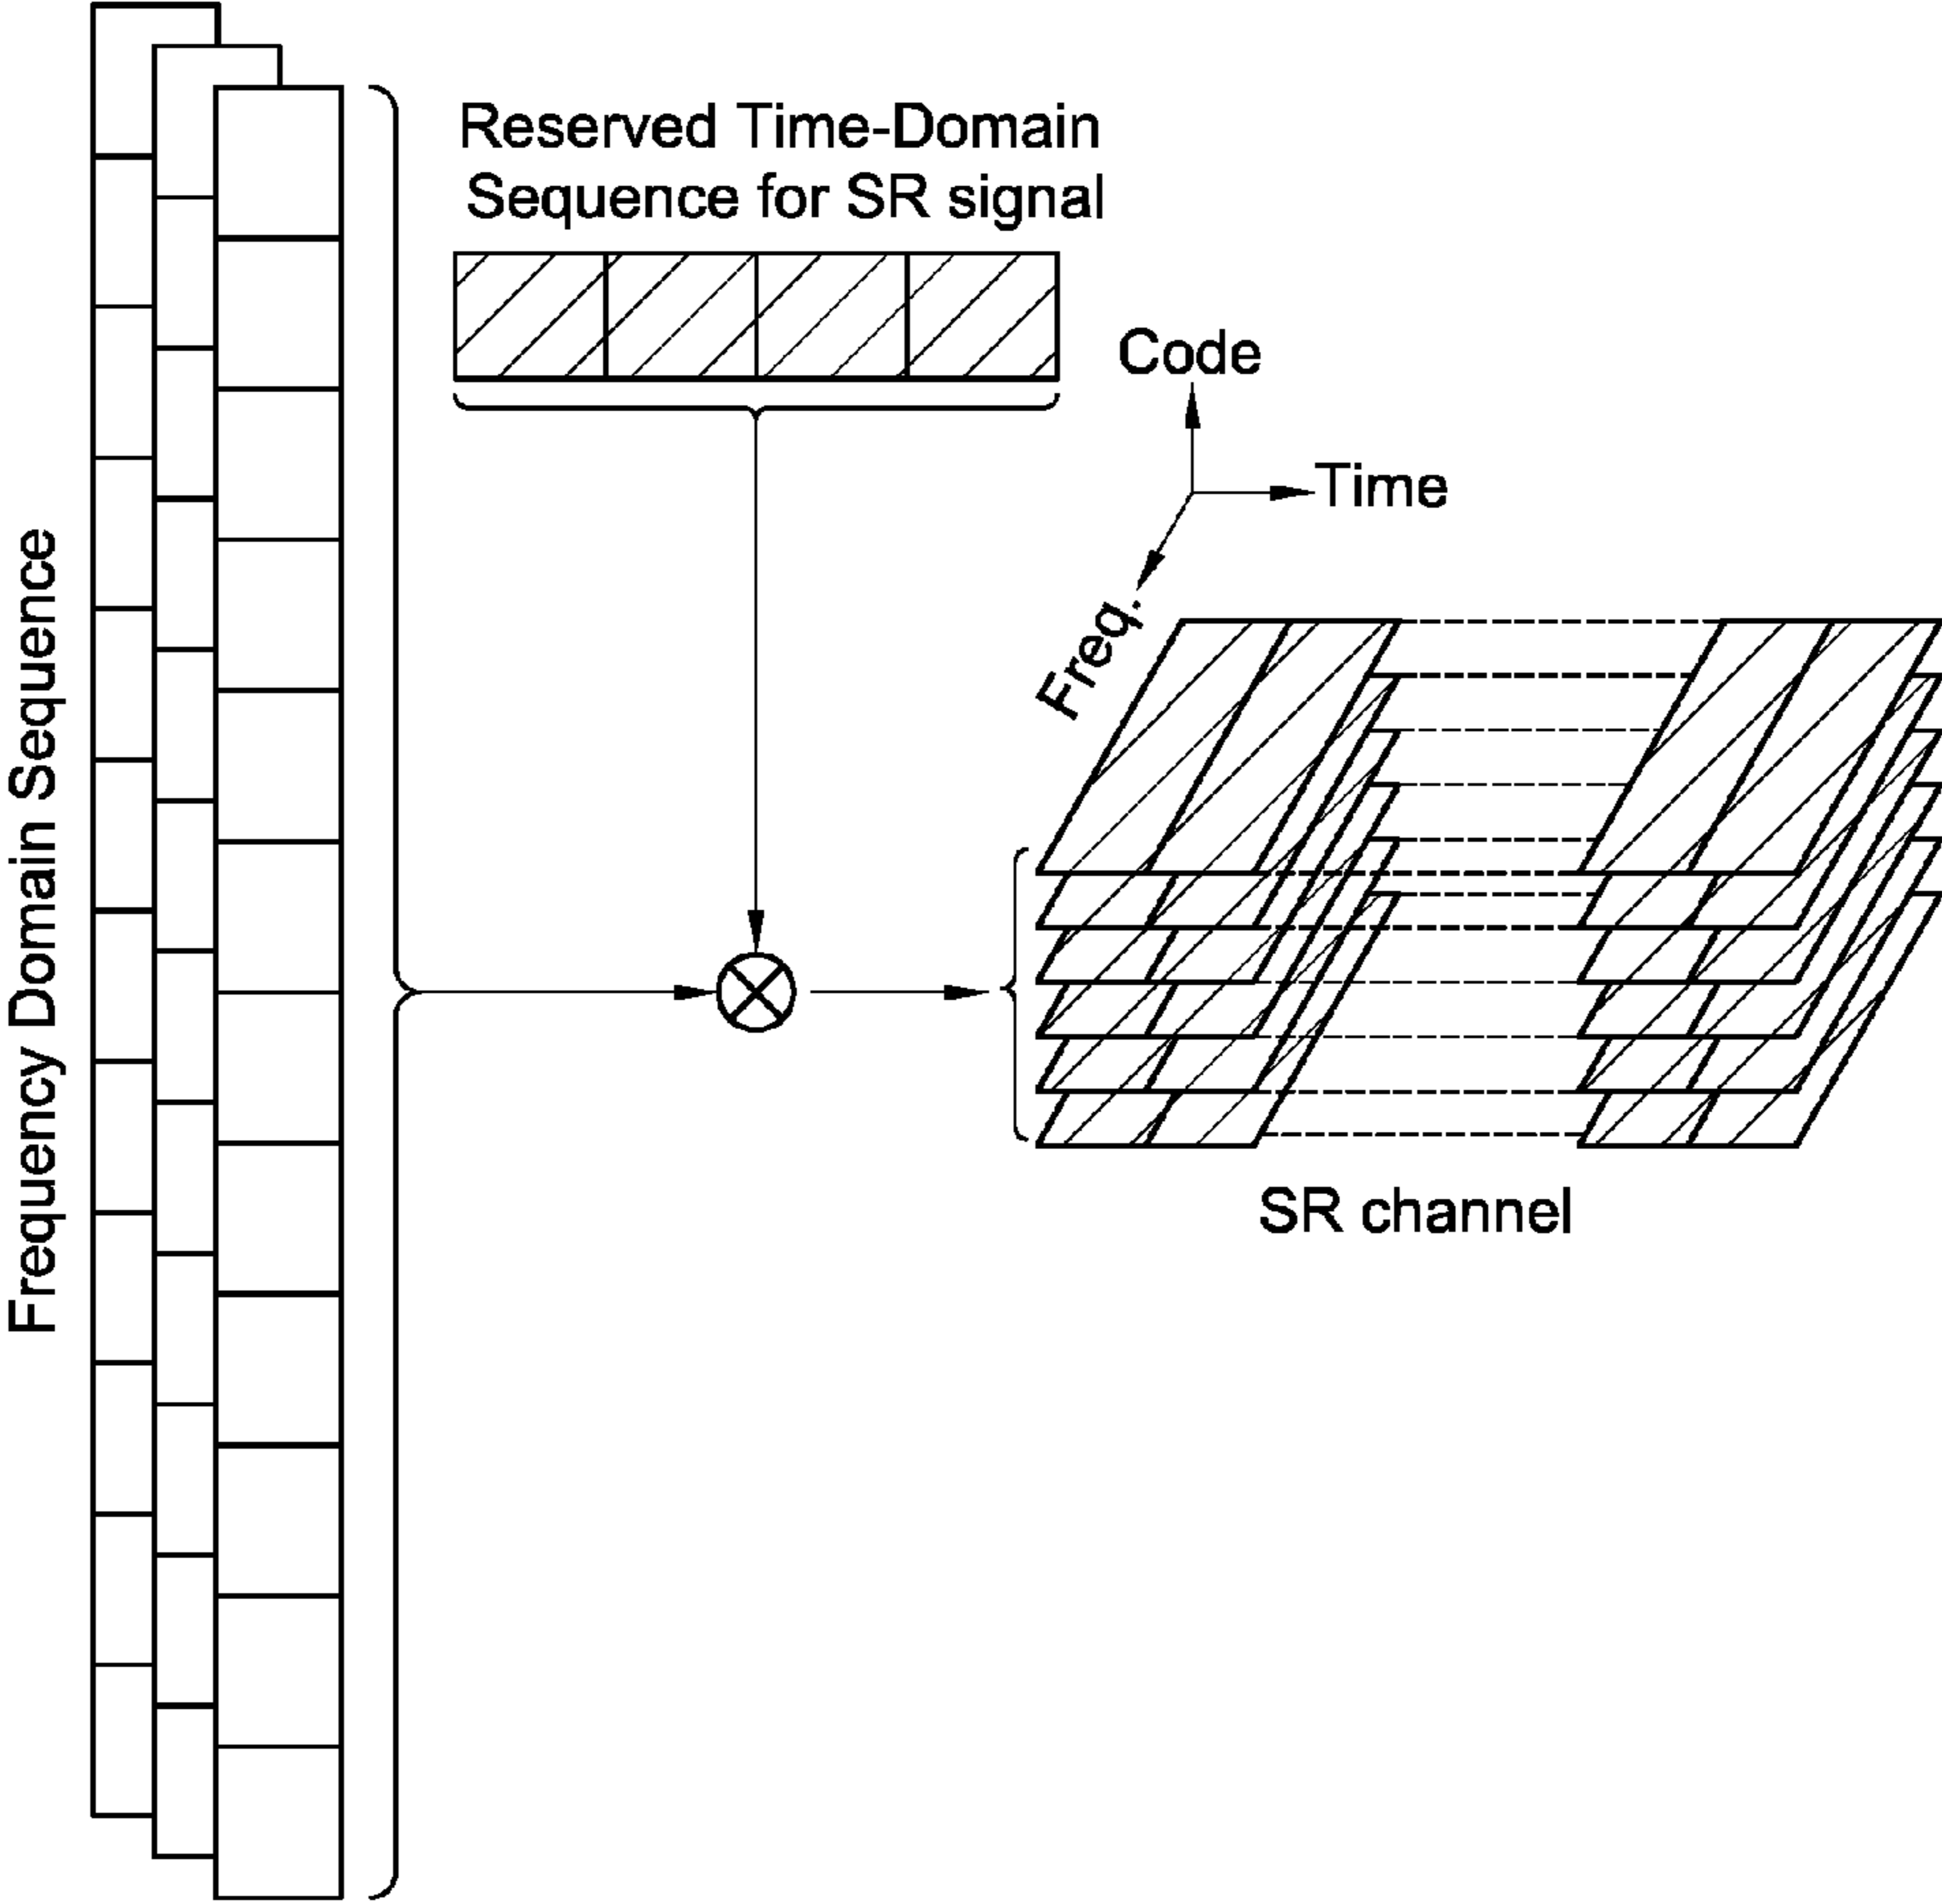 Frequency Domain Sequence
Reserved Time-Domain
Sequence for SR signal
Code
Time
Freq.
SR channel